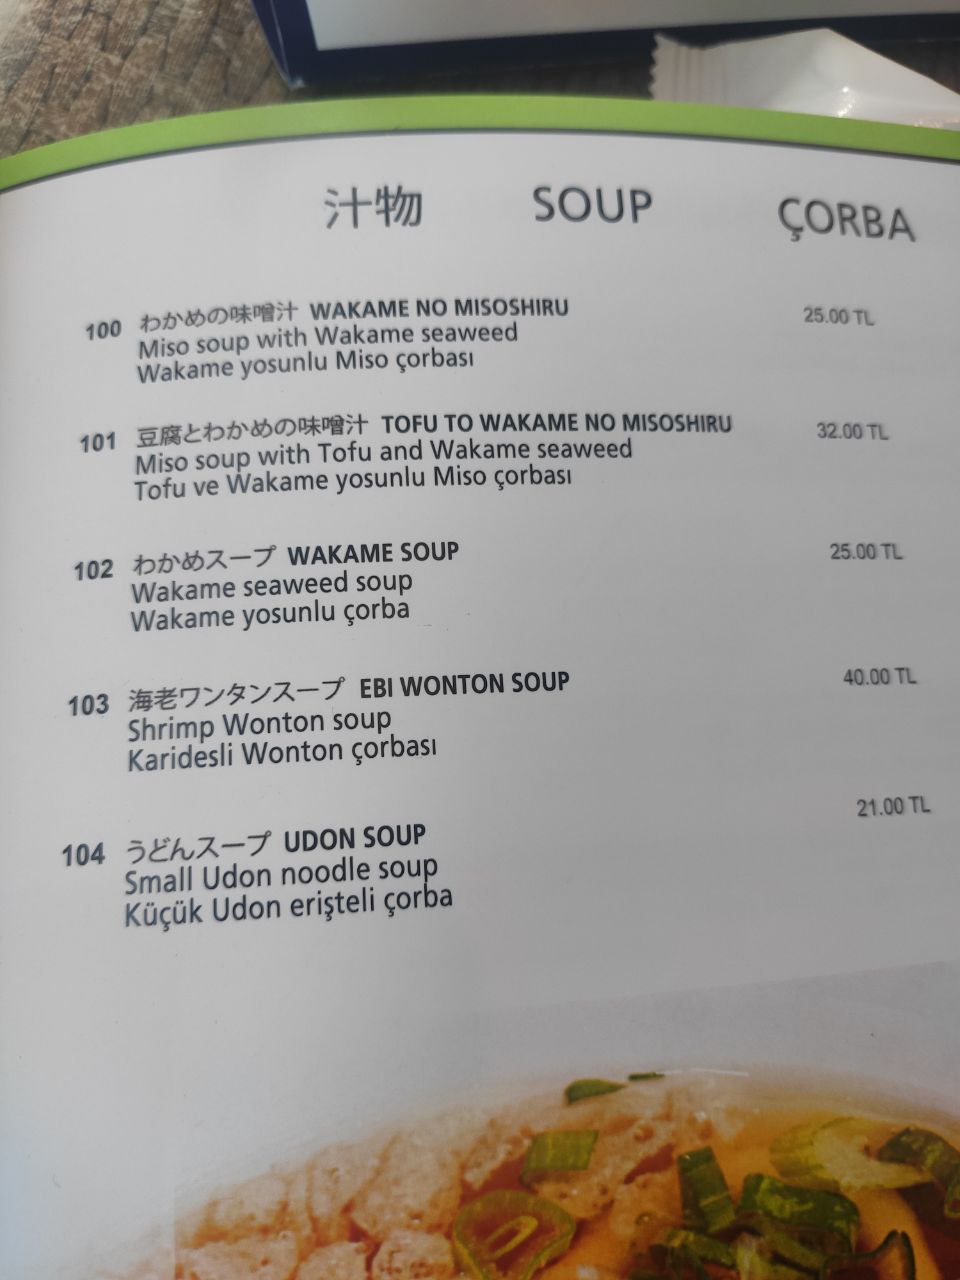 汁物 SOUP ÇORBA
100 わかめの味噌汁 WAKAME NO MISOSHIRU 25.00 TL
Miso soup with Wakame seaweed
Wakame yosunlu Miso çorbası
101 豆腐とわかめの味噌汁 TOFU TO WAKAME NO MISOSHIRU 32.00 TL
Miso soup with Tofu and Wakame seaweed
Tofu ve Wakame yosunlu Miso çorbası
102 わかめスープ WAKAME SOUP 25.00 TL
Wakame seaweed soup
Wakame yosunlu çorba
103 海老ワンタンスープ EBI WONTON SOUP 40.00 TL
Shrimp Wonton soup
Karidesli Wonton çorbası
104 うどんスープ UDON SOUP 21.00 TL
Small Udon noodle soup
Küçük Udon erişteli çorba